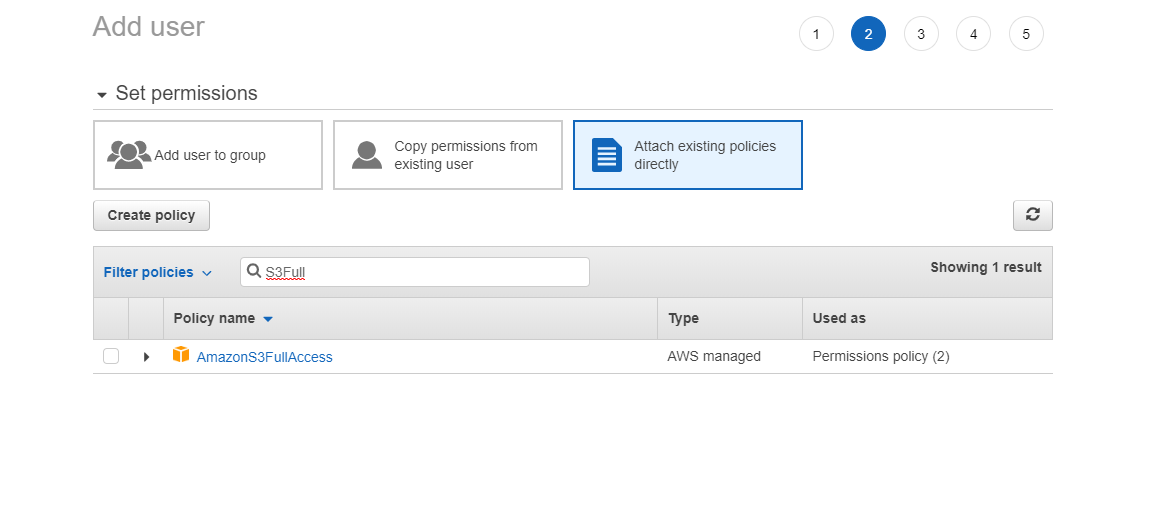 Add user
1 2 3 4 5
Set permissions
Add user to group
Copy permissions from
existing user
Attach existing policies
directly
Create policy
Filter policies
S3Full
Showing 1 result
Policy name Type Used as
AmazonS3FullAccess AWS managed Permissions policy (2)